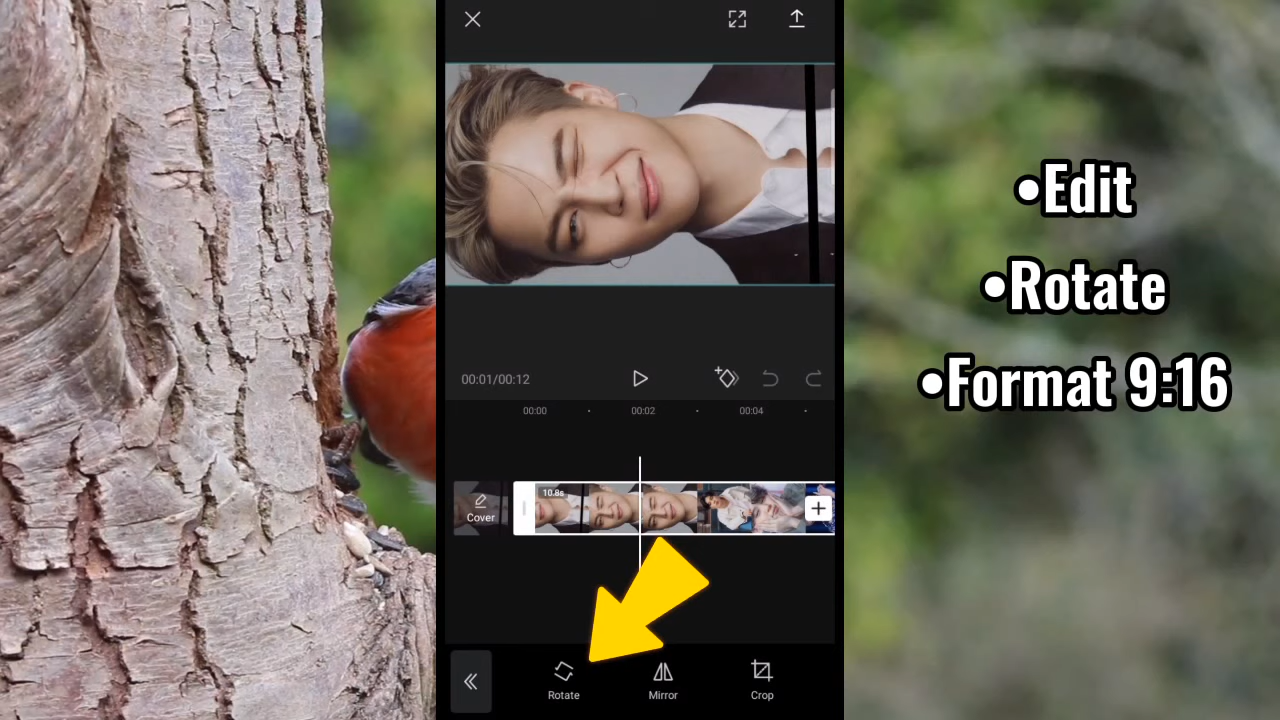 00:01/00:12
00:00
00:02
00:04
10.8s
Cover
Rotate
Mirror
Crop
•Edit
•Rotate
•Format 9:16